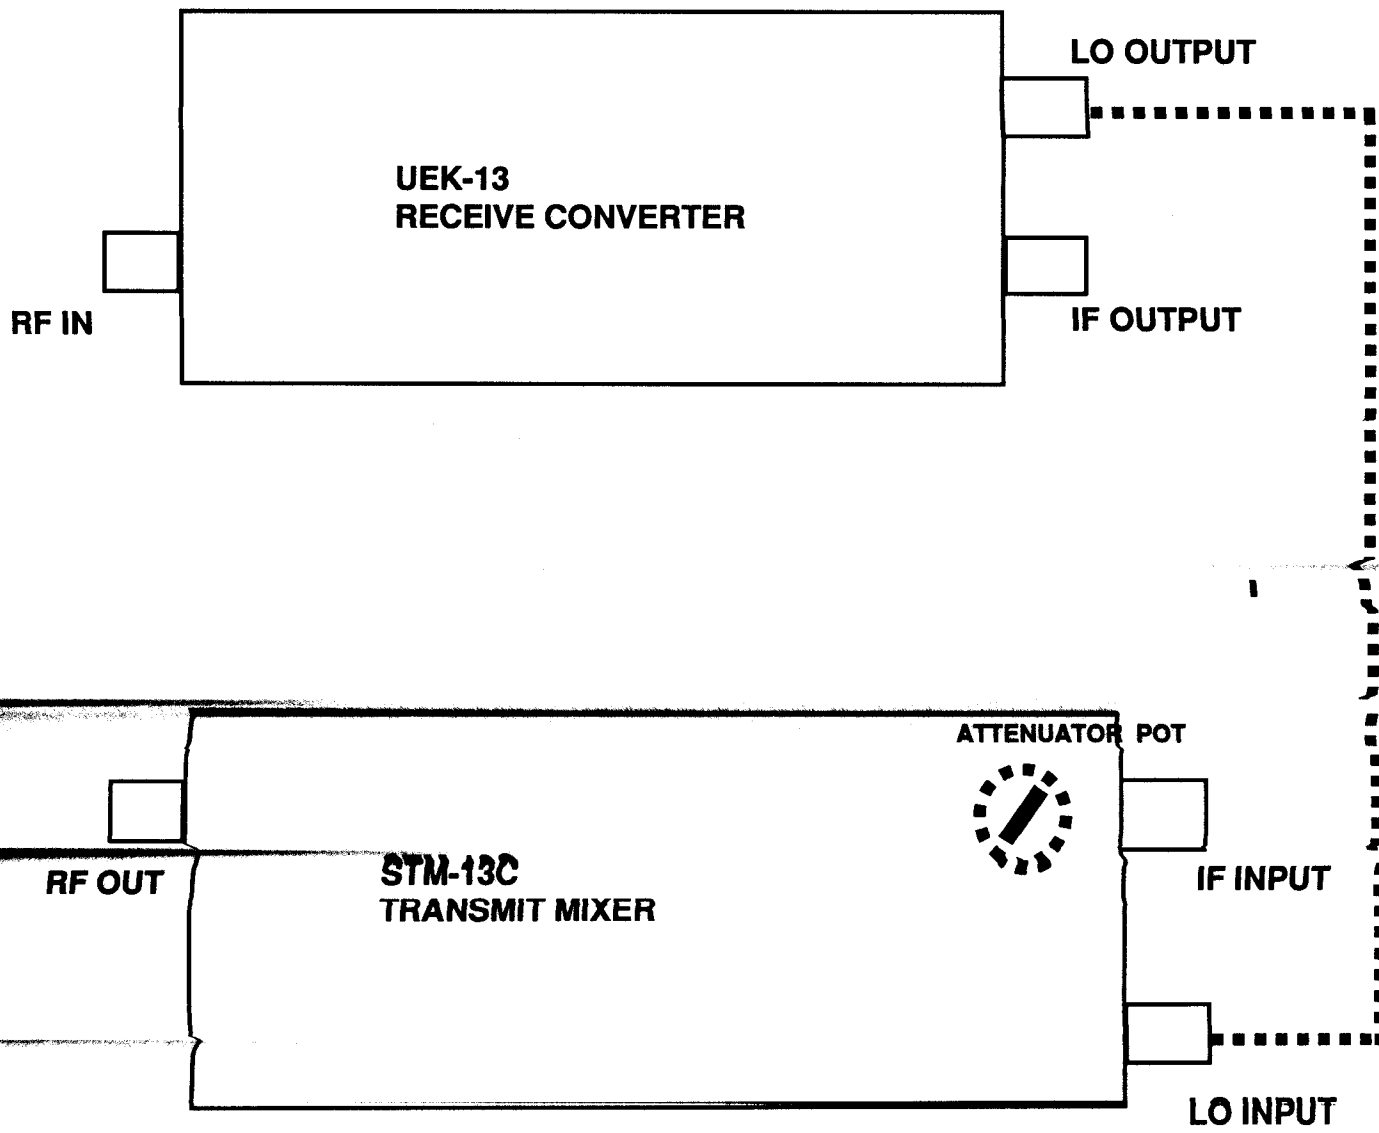 LO OUTPUT
UEK-13
RECEIVE CONVERTER
RF IN
IF OUTPUT
ATTENUATOR POT
STM-13C
TRANSMIT MIXER
RF OUT
IF INPUT
LO INPUT